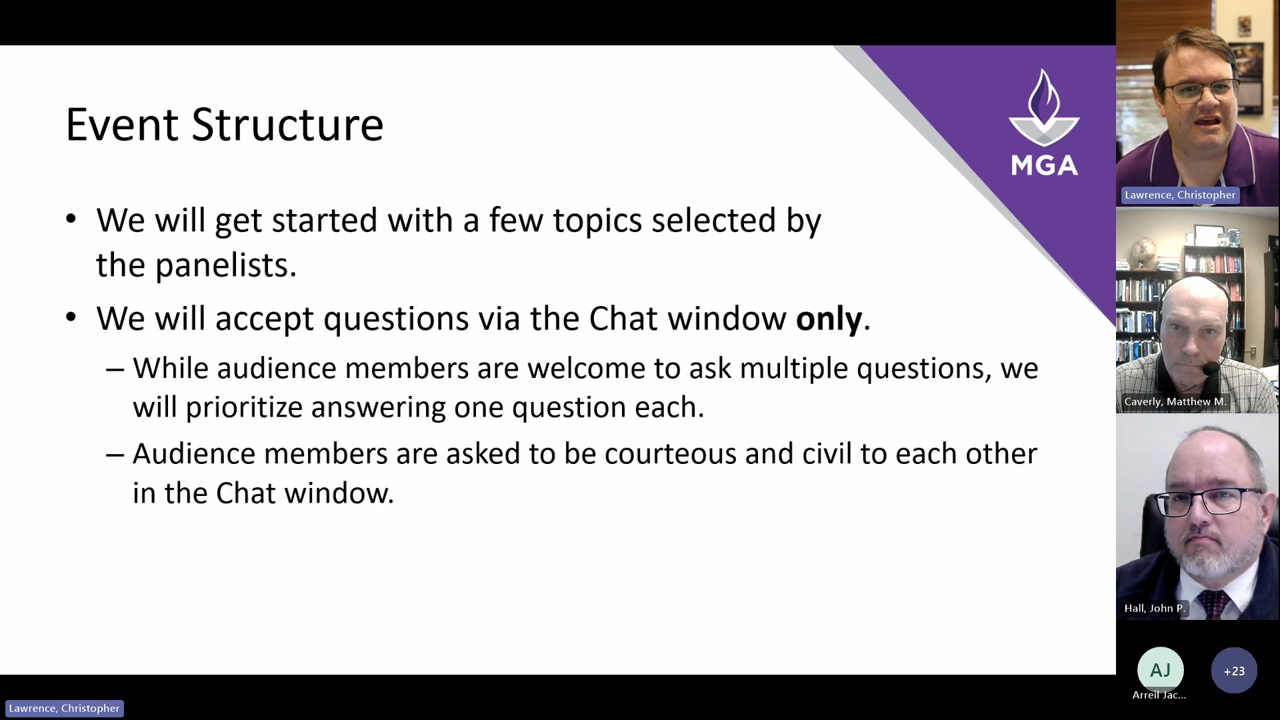 Event Structure
MGA
• We will get started with a few topics selected by
the panelists.
• We will accept questions via the Chat window only.
– While audience members are welcome to ask multiple questions, we
will prioritize answering one question each.
– Audience members are asked to be courteous and civil to each other
in the Chat window.
Lawrence, Christopher
Caverly, Matthew M.
Hall, John P.
AJ
+23
Arreil Jac...
Lawrence, Christopher